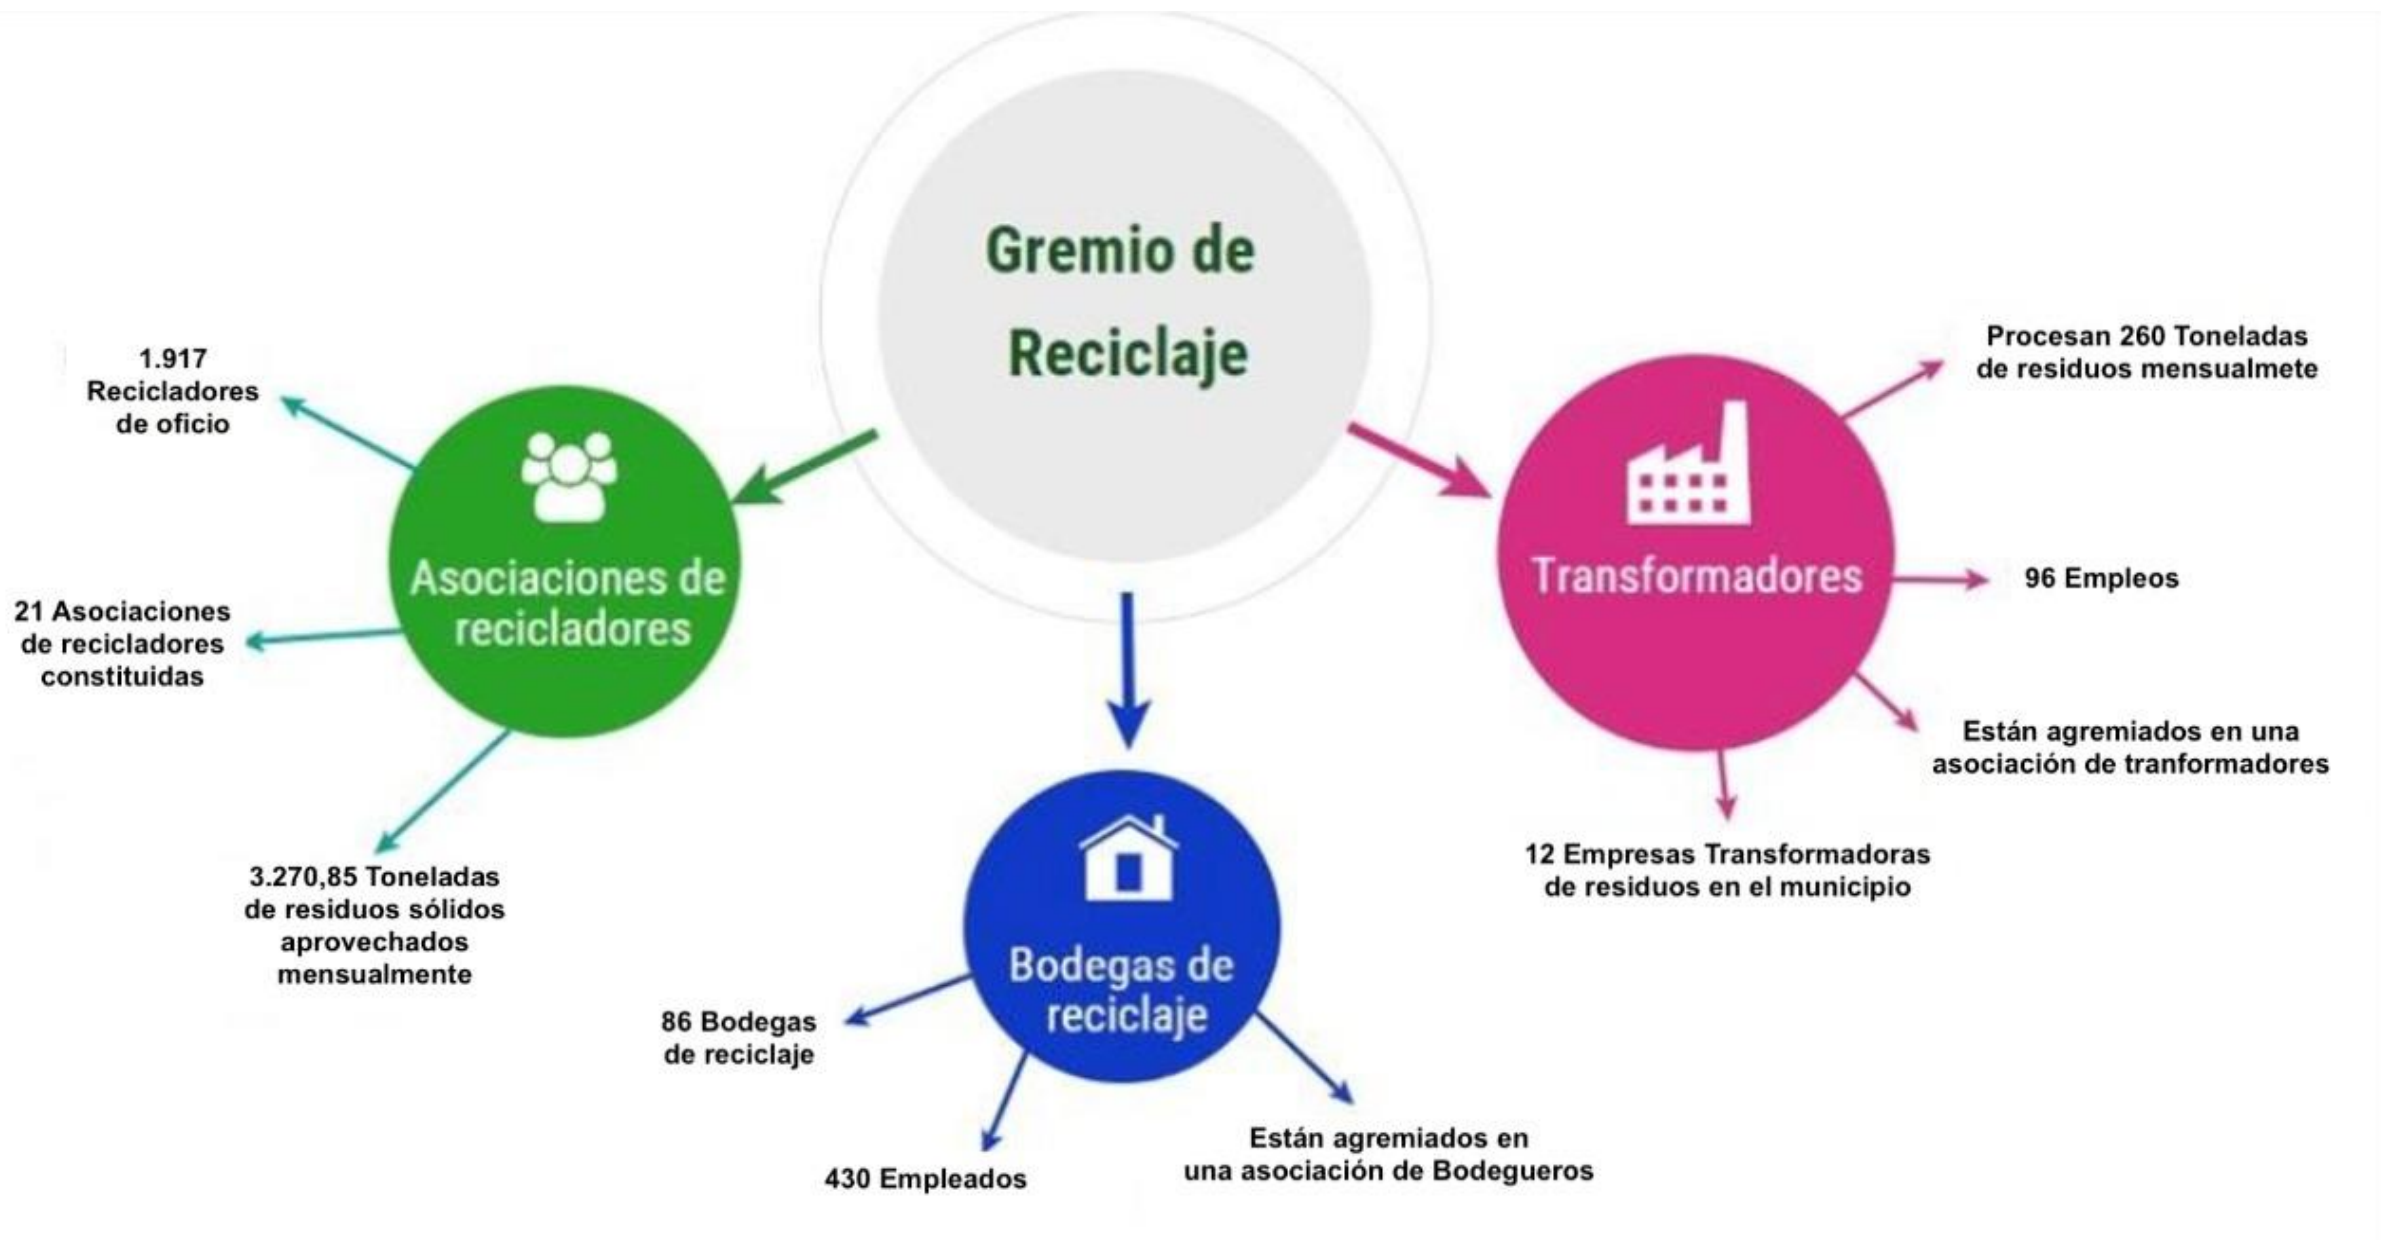 Gremio de
Reciclaje
1.917
Recicladores
de oficio
Asociaciones de
recicladores
21 Asociaciones
de recicladores
constituidas
3.270,85 Toneladas
de residuos sólidos
aprovechados
mensualmente
Bodegas de
reciclaje
86 Bodegas
de reciclaje
430 Empleados
Están agremiados en
una asociación de Bodegueros
Transformadores
Procesan 260 Toneladas
de residuos mensualmete
96 Empleos
Están agremiados en una
asociación de tranformadores
12 Empresas Transformadoras
de residuos en el municipio